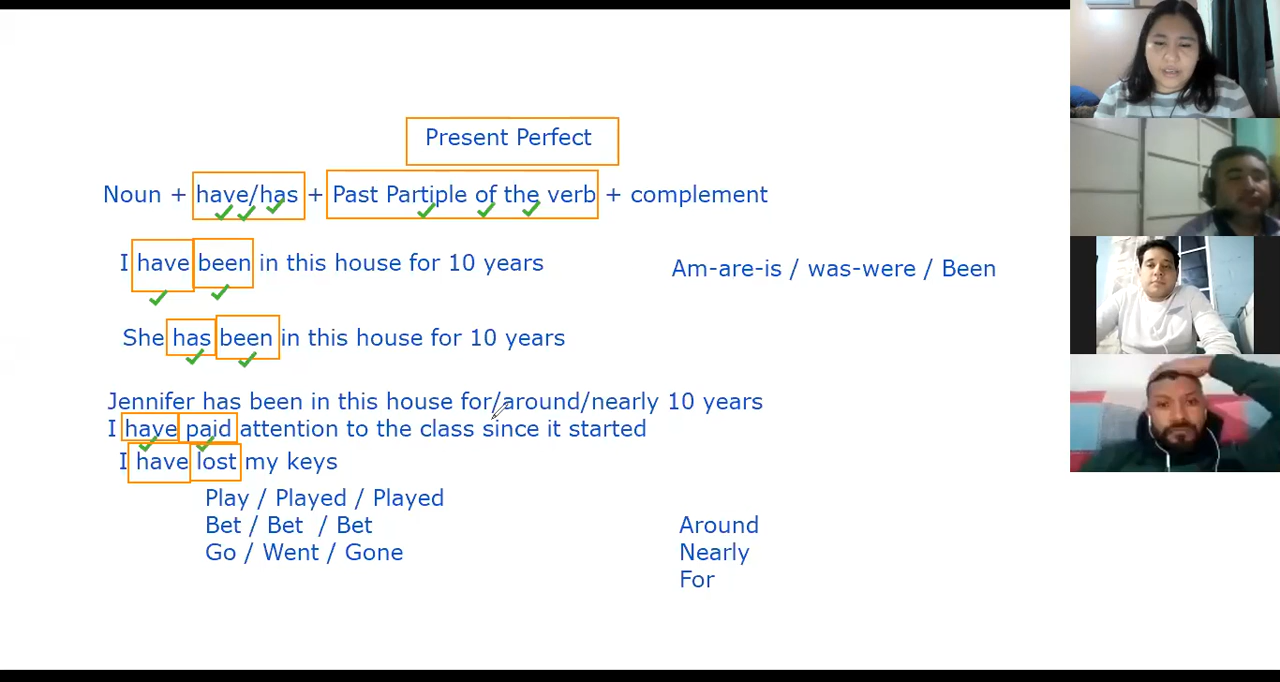 Present Perfect
Noun + have/has + Past Partiple of the verb + complement
I have been in this house for 10 years
Am-are-is / was-were / Been
She has been in this house for 10 years
Jennifer has been in this house for/around/nearly 10 years
I have paid attention to the class since it started
I have lost my keys
Play / Played / Played
Bet / Bet / Bet
Around
Go / Went / Gone
Nearly
For